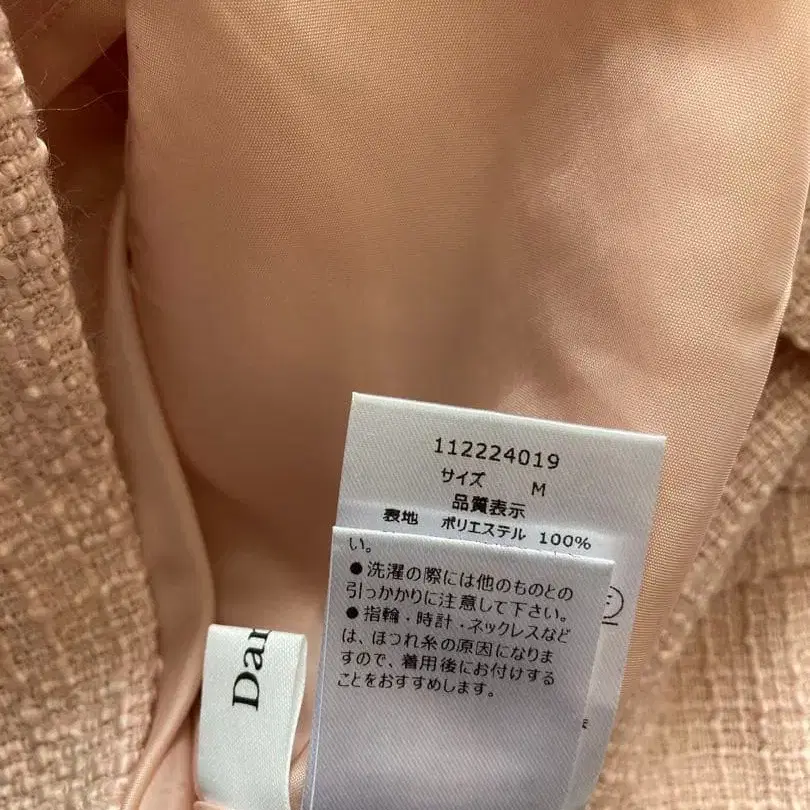 112224019
サイズ M
品質表示
表地 ポリエステル 100%
い。
●洗濯の際には他のものとの
引っかかりに注意して下さい。
●指輪・時計・ネックレスなど
は、ほつれ糸の原因になりま
すので、着用後にお付けする
ことをおすすめします。